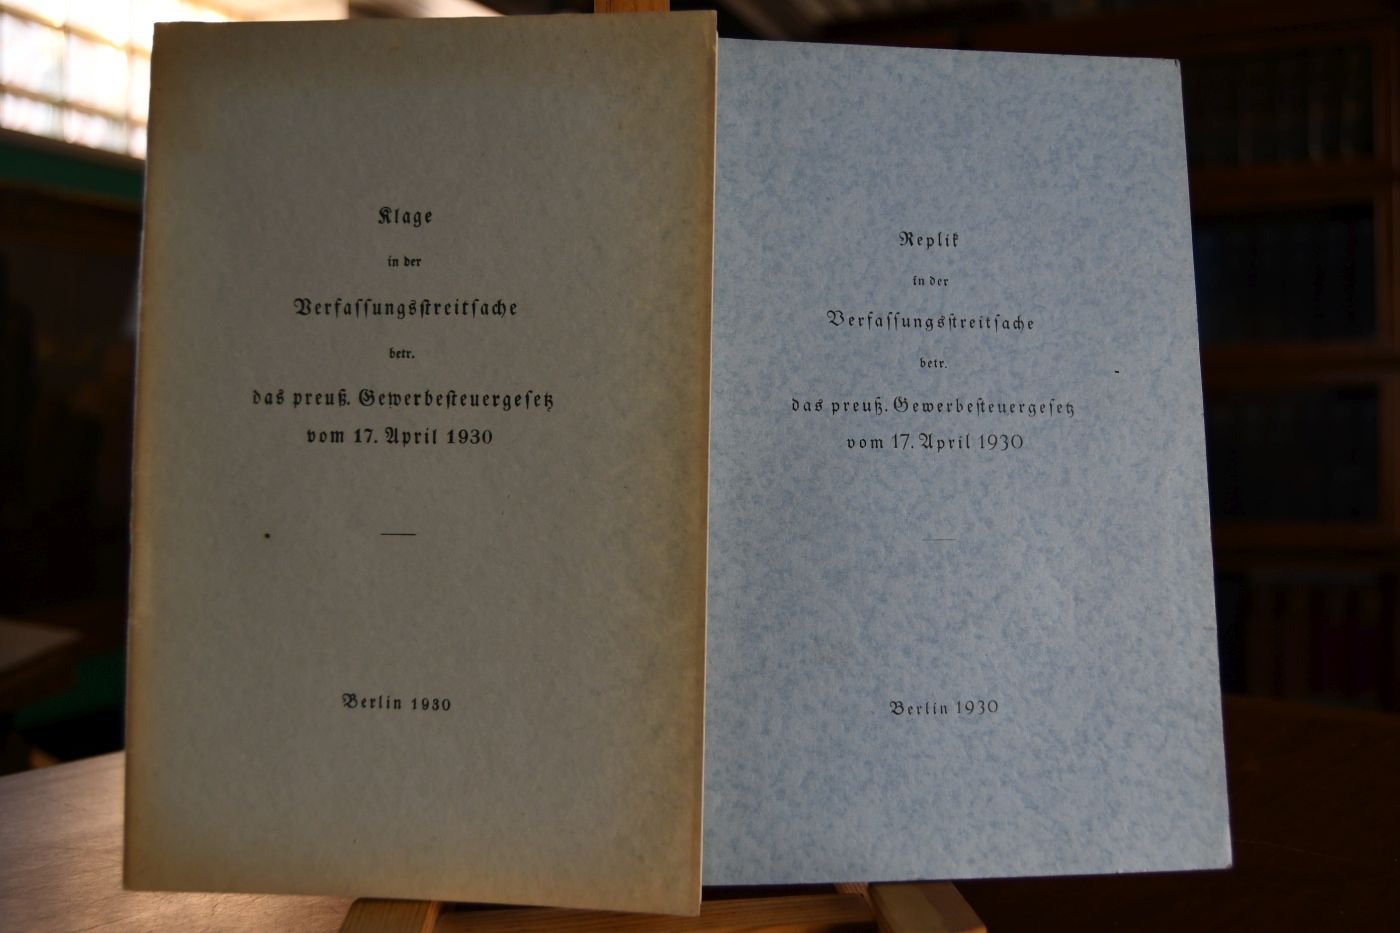 Klage
in der
Verfaſſungsſtreitſache
betr.
das preuß. Gewerbeſteuergeſetz
vom 17. April 1930
Berlin 1930
Replik
in der
Verfaſſungsſtreitſache
betr.
das preuß. Gewerbeſteuergeſetz
vom 17. April 1930
Berlin 1930